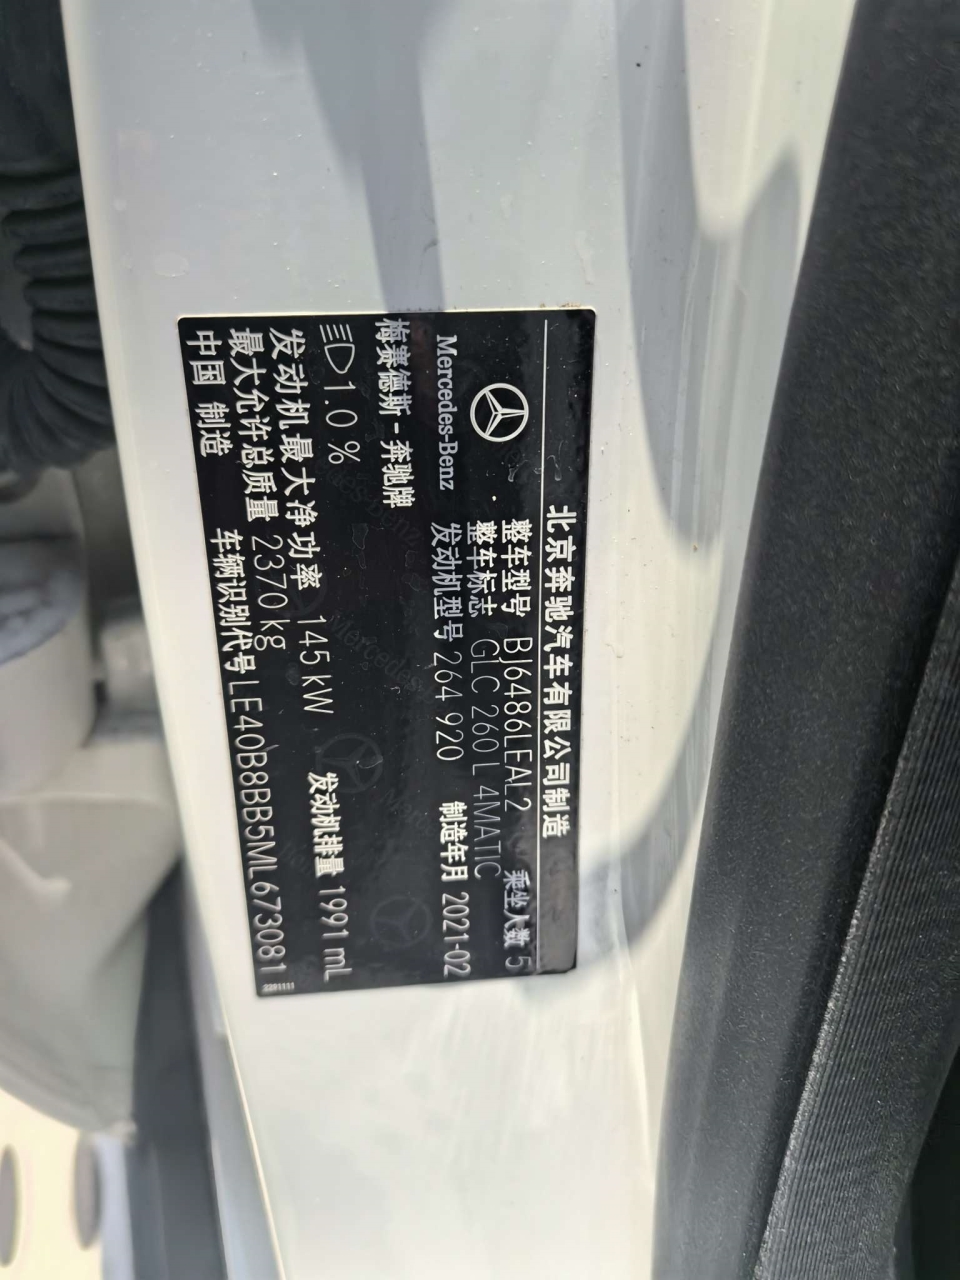 北京奔驰汽车有限公司制造
整车型号 BJ6486LEAL2 乘坐人数 5
整车标志 GLC 260 L 4MATIC
Mercedes-Benz 发动机型号 264 920 制造年月 2021-02
梅赛德斯-奔驰牌
1.0 %
发动机最大净功率 145 kW 发动机排量 1991 mL
最大允许总质量 2370 kg
中国 制造 车辆识别代号 LE40B8BB5ML673081